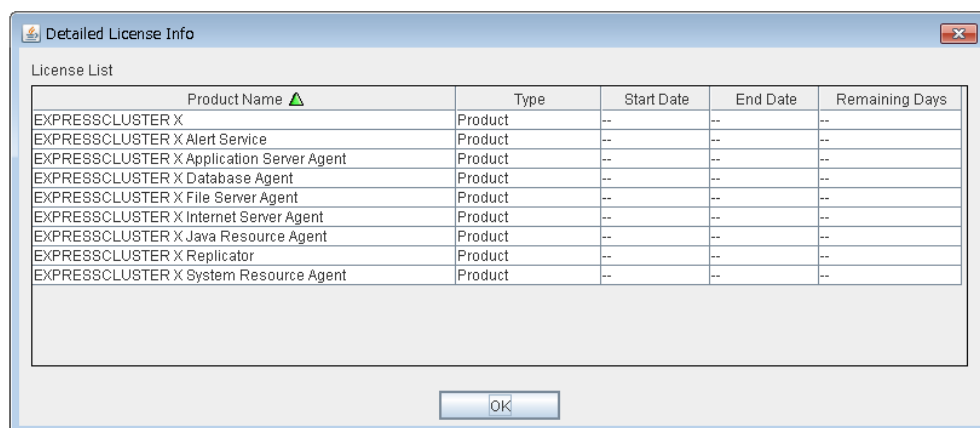 Detailed License Info
License List
Product Name Type Start Date End Date Remaining Days
EXPRESSCLUSTER X Product -- -- --
EXPRESSCLUSTER X Alert Service Product -- -- --
EXPRESSCLUSTER X Application Server Agent Product -- -- --
EXPRESSCLUSTER X Database Agent Product -- -- --
EXPRESSCLUSTER X File Server Agent Product -- -- --
EXPRESSCLUSTER X Internet Server Agent Product -- -- --
EXPRESSCLUSTER X Java Resource Agent Product -- -- --
EXPRESSCLUSTER X Replicator Product -- -- --
EXPRESSCLUSTER X System Resource Agent Product -- -- --
OK